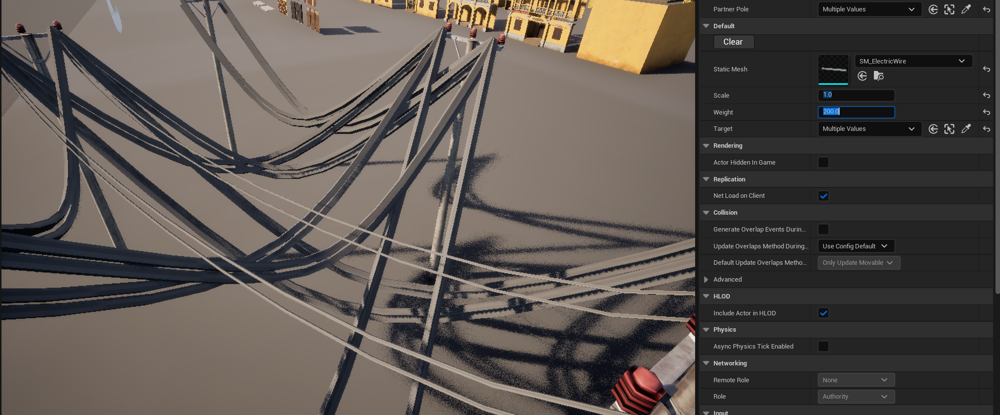 Partner Pole
Multiple Values
Default
Clear
Static Mesh
SM_ElectricWire
Scale
1.0
Weight
200.0
Target
Multiple Values
Rendering
Actor Hidden In Game
Replication
Net Load on Client
Collision
Generate Overlap Events Durin...
Update Overlaps Method During...
Use Config Default
Default Update Overlaps Metho...
Only Update Movable
Advanced
HLOD
Include Actor in HLOD
Physics
Async Physics Tick Enabled
Networking
Remote Role
None
Role
Authority
Input